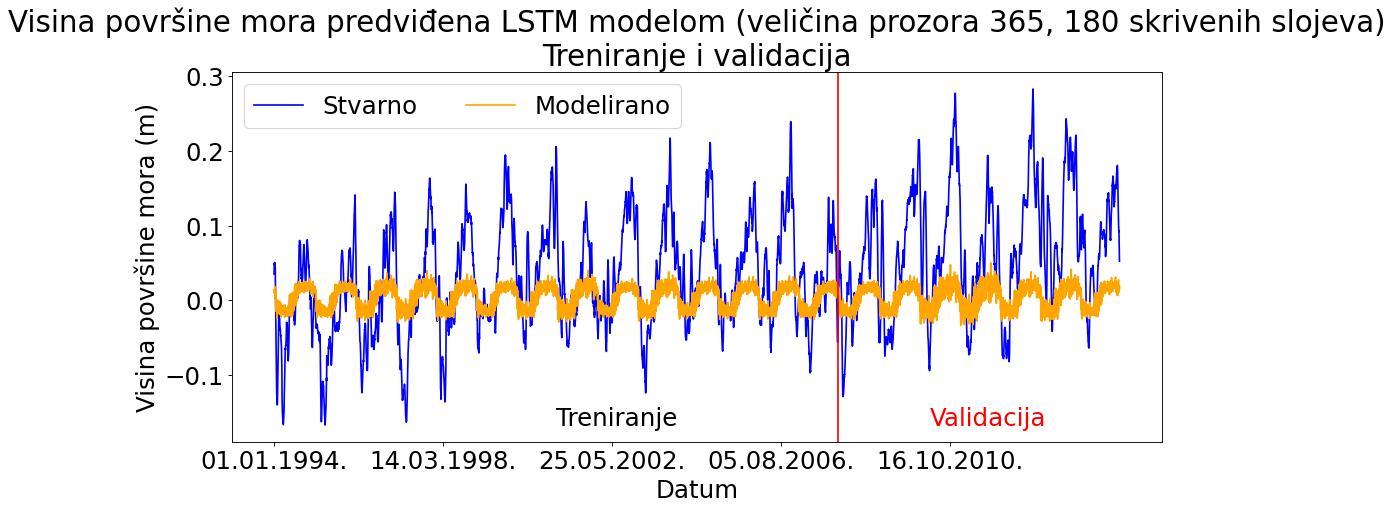 Visina površine mora predviđena LSTM modelom (veličina prozora 365, 180 skrivenih slojeva)
Treniranje i validacija
Stvarno
Modelirano
Visina površine mora (m)
0.3
0.2
0.1
0.0
−0.1
Treniranje
Validacija
01.01.1994.
14.03.1998.
25.05.2002.
05.08.2006.
16.10.2010.
Datum